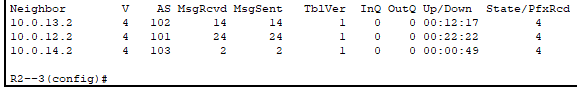 Neighbor V AS MsgRcvd MsgSent TblVer InQ OutQ Up/Down State/PfxRcd
10.0.13.2 4 102 14 14 1 0 0 00:12:17 4
10.0.12.2 4 101 24 24 1 0 0 00:22:22 4
10.0.14.2 4 103 2 2 1 0 0 00:00:49 4
R2--3(config)#